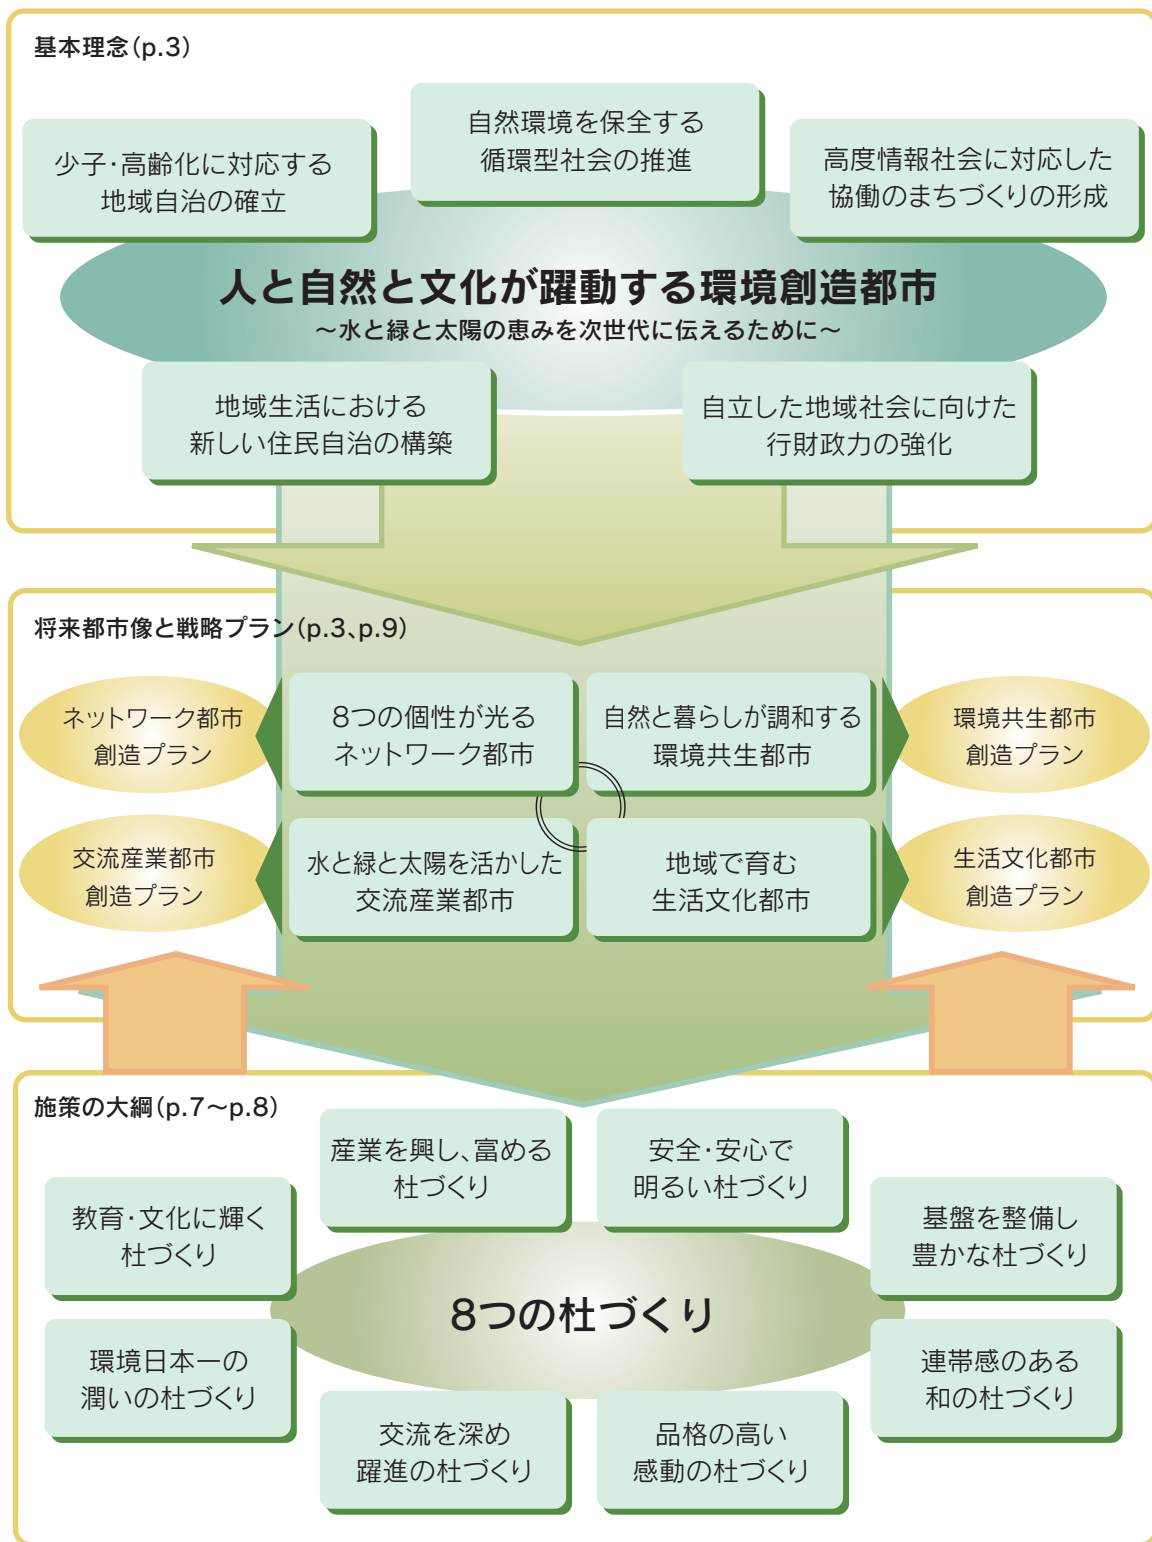 基本理念(p.3)
自然環境を保全する
循環型社会の推進
少子・高齢化に対応する
地域自治の確立
高度情報社会に対応した
協働のまちづくりの形成
人と自然と文化が躍動する環境創造都市
～水と緑と太陽の恵みを次世代に伝えるために～
地域生活における
新しい住民自治の構築
自立した地域社会に向けた
行財政力の強化
将来都市像と戦略プラン(p.3、p.9)
ネットワーク都市
創造プラン
8つの個性が光る
ネットワーク都市
自然と暮らしが調和する
環境共生都市
環境共生都市
創造プラン
交流産業都市
創造プラン
水と緑と太陽を活かした
交流産業都市
地域で育む
生活文化都市
生活文化都市
創造プラン
施策の大綱(p.7～p.8)
産業を興し、富める
杜づくり
安全・安心で
明るい杜づくり
教育・文化に輝く
杜づくり
基盤を整備し
豊かな杜づくり
8つの杜づくり
環境日本一の
潤いの杜づくり
連帯感のある
和の杜づくり
交流を深め
躍進の杜づくり
品格の高い
感動の杜づくり